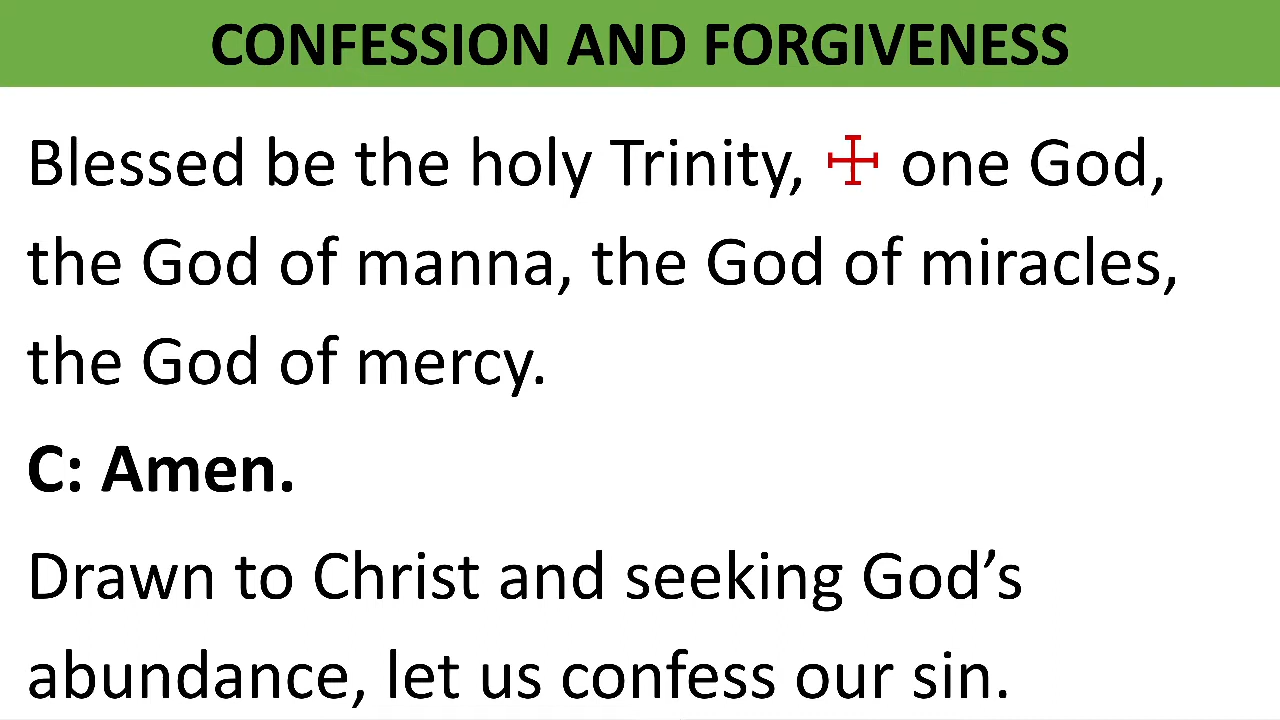 CONFESSION AND FORGIVENESS
Blessed be the holy Trinity, ☩ one God,
the God of manna, the God of miracles,
the God of mercy.
C: Amen.
Drawn to Christ and seeking God’s
abundance, let us confess our sin.